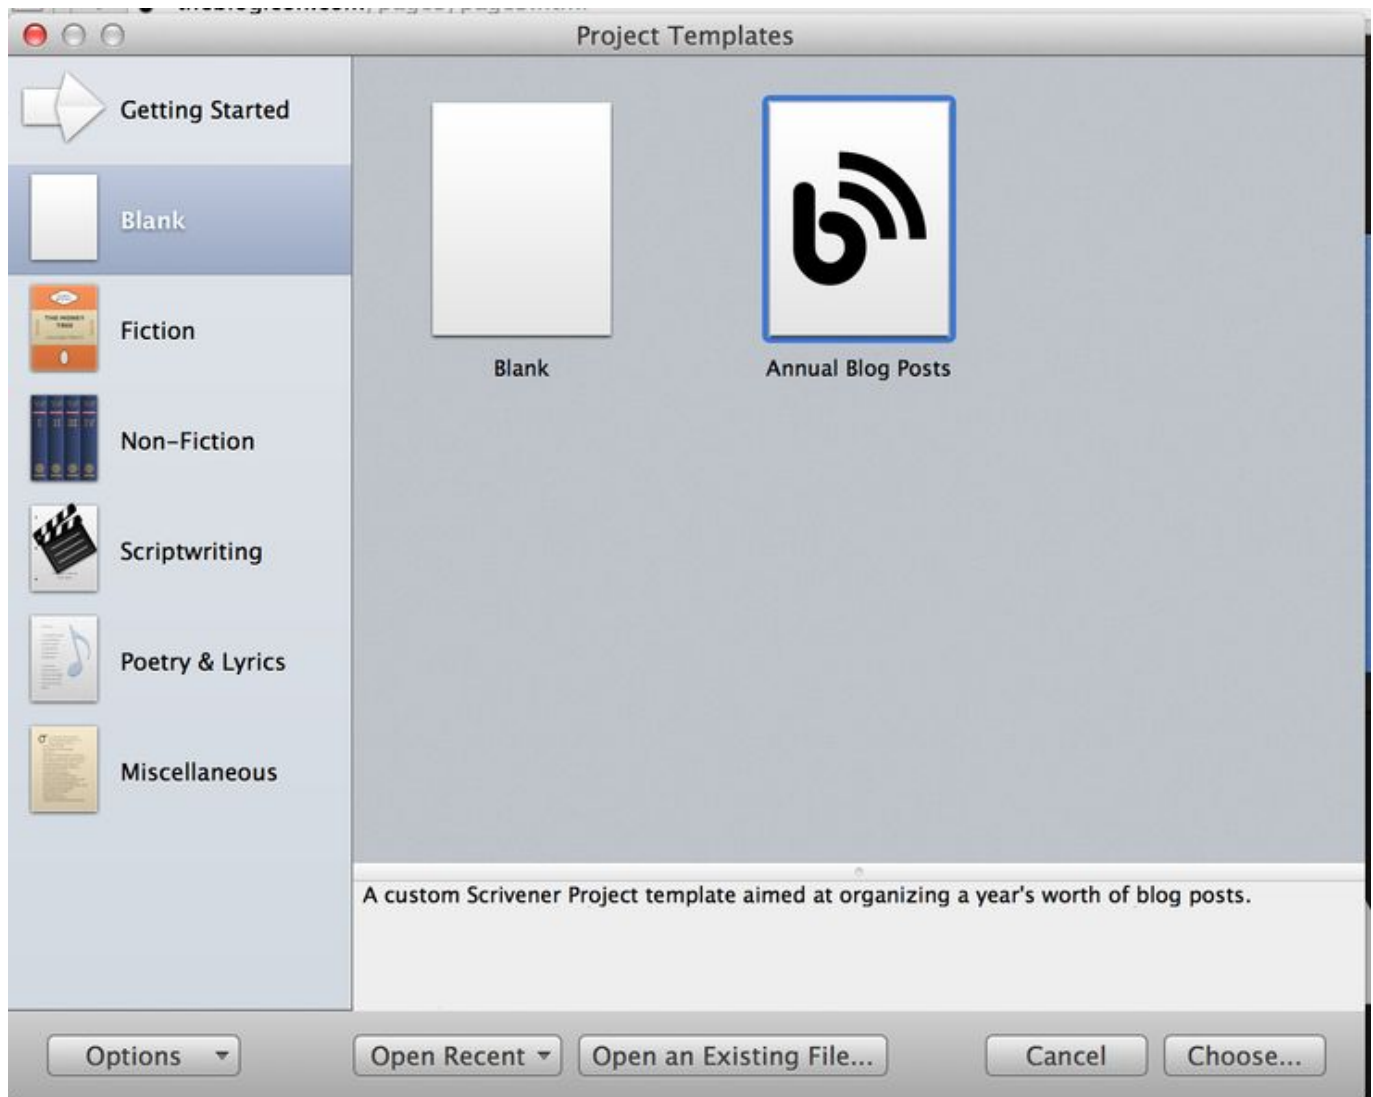 Project Templates
Getting Started
Blank
Fiction
Non-Fiction
Scriptwriting
Poetry & Lyrics
Miscellaneous
Blank
Annual Blog Posts
A custom Scrivener Project template aimed at organizing a year's worth of blog posts.
Options
Open Recent
Open an Existing File...
Cancel
Choose...